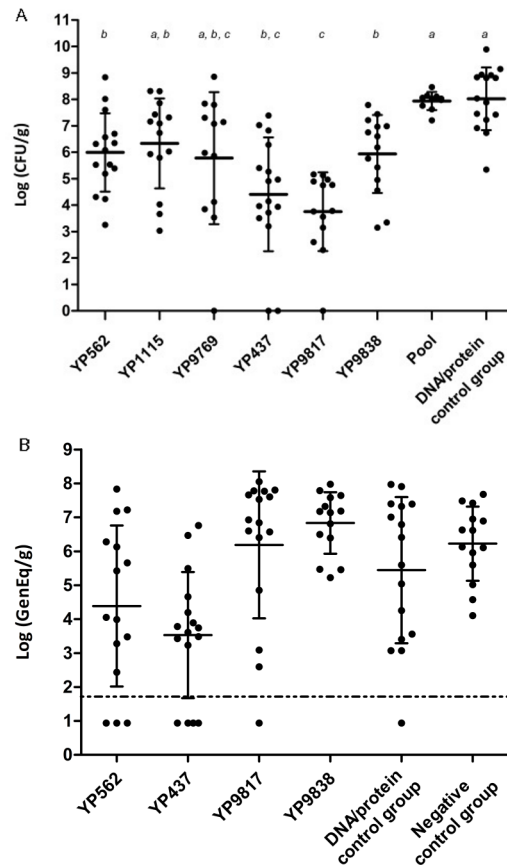 A
b a, b a, b, c b, c c b a a
Log (CFU/g)
11
10
9
8
7
6
5
4
3
2
1
0
YP562 YP1115 YP9769 YP437 YP9817 YP9838 Pool DNA/protein
control group
B
Log (GenEq/g)
9
8
7
6
5
4
3
2
1
0
YP562 YP437 YP9817 YP9838 DNA/protein Negative
control group control group